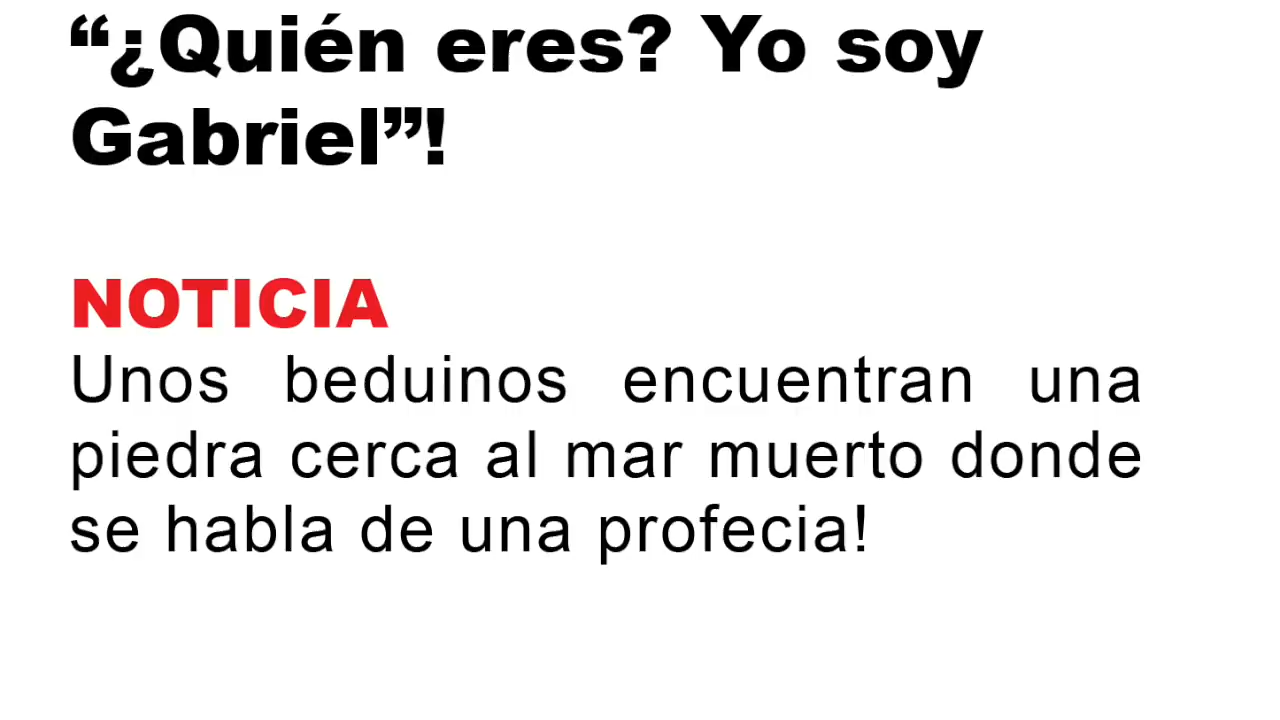 “¿Quién eres? Yo soy
Gabriel”!
NOTICIA
Unos beduinos encuentran una
piedra cerca al mar muerto donde
se habla de una profecia!